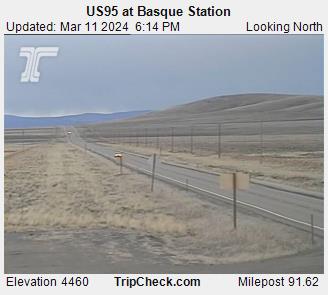 US95 at Basque Station
Updated: Mar 11 2024 6:14 PM Looking North
Elevation 4460 TripCheck.com Milepost 91.62